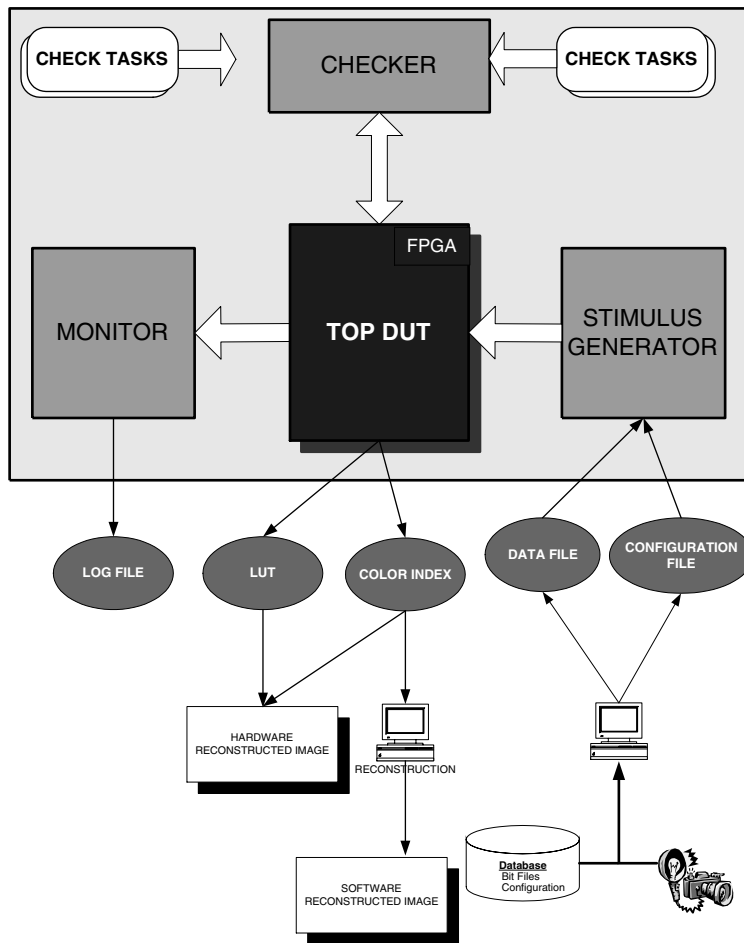 CHECK TASKS
CHECKER
CHECK TASKS
FPGA
MONITOR
TOP DUT
STIMULUS
GENERATOR
LOG FILE
LUT
COLOR INDEX
DATA FILE
CONFIGURATION
FILE
HARDWARE
RECONSTRUCTED IMAGE
RECONSTRUCTION
Database
Bit Files
Configuration
SOFTWARE
RECONSTRUCTED IMAGE